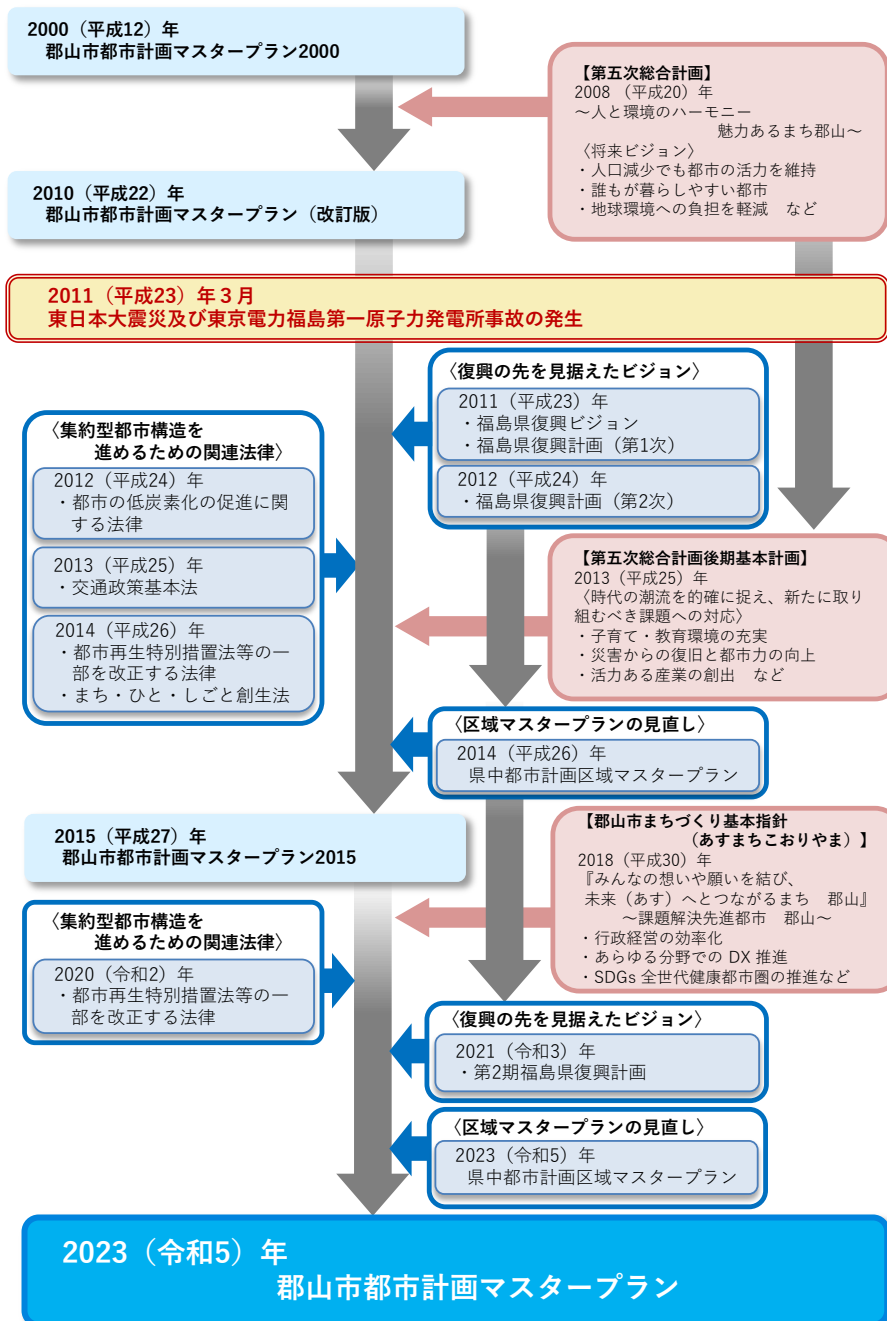 2000（平成12）年
郡山市都市計画マスタープラン2000
【第五次総合計画】
2008 （平成20）年
～人と環境のハーモニー
魅力あるまち郡山～
〈将来ビジョン〉
・人口減少でも都市の活力を維持
・誰もが暮らしやすい都市
・地球環境への負担を軽減　など
2010（平成22）年
郡山市都市計画マスタープラン（改訂版）
2011（平成23）年３月
東日本大震災及び東京電力福島第一原子力発電所事故の発生
〈復興の先を見据えたビジョン〉
2011（平成23）年
・福島県復興ビジョン
・福島県復興計画（第1次）
2012（平成24）年
・福島県復興計画（第2次）
〈集約型都市構造を
進めるための関連法律〉
2012（平成24）年
・都市の低炭素化の促進に関
する法律
2013（平成25）年
・交通政策基本法
2014（平成26）年
・都市再生特別措置法等の一
部を改正する法律
・まち・ひと・しごと創生法
【第五次総合計画後期基本計画】
2013（平成25）年
〈時代の潮流を的確に捉え、新たに取り
組むべき課題への対応〉
・子育て・教育環境の充実
・災害からの復旧と都市力の向上
・活力ある産業の創出　など
〈区域マスタープランの見直し〉
2014（平成26）年
県中都市計画区域マスタープラン
2015（平成27）年
郡山市都市計画マスタープラン2015
【郡山市まちづくり基本指針
（あすまちこおりやま）】
2018（平成30）年
『みんなの想いや願いを結び、
未来（あす）へとつながるまち　郡山』
～課題解決先進都市　郡山～
・行政経営の効率化
・あらゆる分野での DX 推進
・SDGs 全世代健康都市圏の推進など
〈集約型都市構造を
進めるための関連法律〉
2020（令和2）年
・都市再生特別措置法等の一
部を改正する法律
〈復興の先を見据えたビジョン〉
2021（令和3）年
・第2期福島県復興計画
〈区域マスタープランの見直し〉
2023（令和5）年
県中都市計画区域マスタープラン
2023（令和5）年
郡山市都市計画マスタープラン